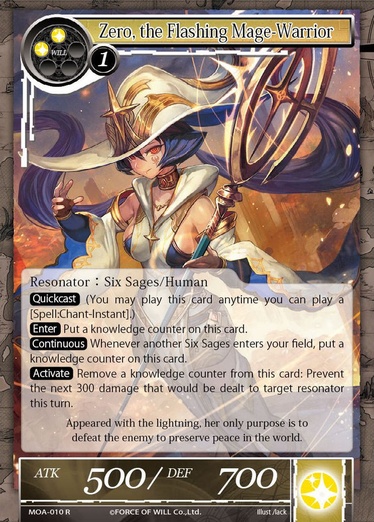 Zero, the Flashing Mage-Warrior
WILL
1
Resonator : Six Sages/Human
Quickcast (You may play this card anytime you can play a
[Spell:Chant-Instant].)
Enter Put a knowledge counter on this card.
Continuous Whenever another Six Sages enters your field, put a
knowledge counter on this card.
Activate Remove a knowledge counter from this card: Prevent
the next 300 damage that would be dealt to target resonator
this turn.
Appeared with the lightning, her only purpose is to
defeat the enemy to preserve peace in the world.
ATK 500/ DEF 700
MOA-010 R ©FORCE OF WILL Co.,Ltd. Illust /lack